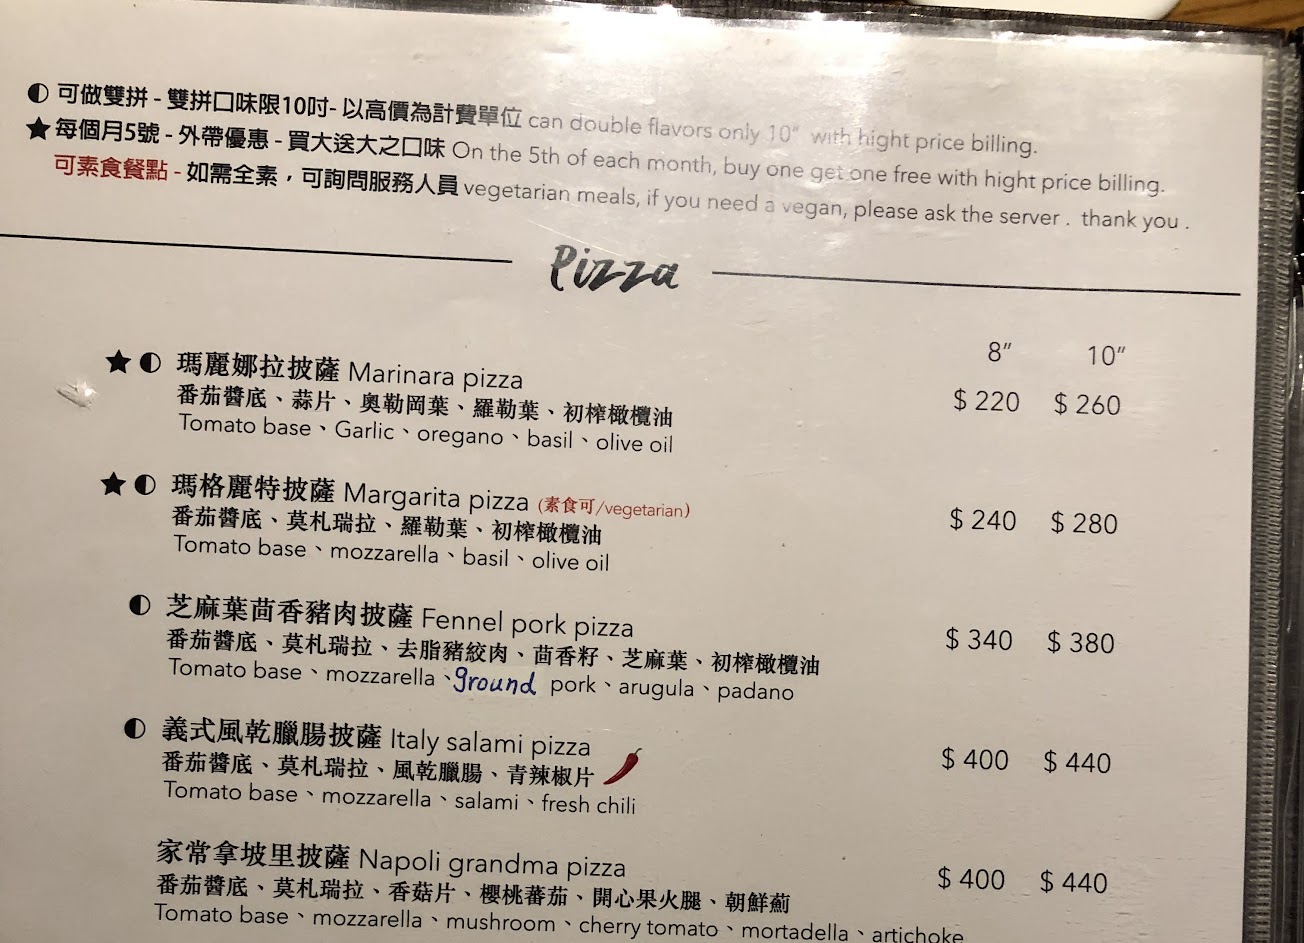 ◐ 可做雙拼 - 雙拼口味限10吋- 以高價為計費單位 can double flavors only 10" with hight price billing.
★ 每個月5號 - 外帶優惠 - 買大送大之口味 On the 5th of each month, buy one get one free with hight price billing.
可素食餐點 - 如需全素，可詢問服務人員 vegetarian meals, if you need a vegan, please ask the server . thank you .
Pizza
8" 10"
★ ◐ 瑪麗娜拉披薩 Marinara pizza
番茄醬底、蒜片、奧勒岡葉、羅勒葉、初榨橄欖油 $ 220 $ 260
Tomato base、Garlic、oregano、basil、olive oil
★ ◐ 瑪格麗特披薩 Margarita pizza (素食可/vegetarian)
番茄醬底、莫札瑞拉、羅勒葉、初榨橄欖油 $ 240 $ 280
Tomato base、mozzarella、basil、olive oil
◐ 芝麻葉茴香豬肉披薩 Fennel pork pizza
番茄醬底、莫札瑞拉、去脂豬絞肉、茴香籽、芝麻葉、初榨橄欖油 $ 340 $ 380
Tomato base、mozzarella、ground pork、arugula、padano
◐ 義式風乾臘腸披薩 Italy salami pizza
番茄醬底、莫札瑞拉、風乾臘腸、青辣椒片 $ 400 $ 440
Tomato base、mozzarella、salami、fresh chili
家常拿坡里披薩 Napoli grandma pizza
番茄醬底、莫札瑞拉、香菇片、櫻桃蕃茄、開心果火腿、朝鮮薊 $ 400 $ 440
Tomato base、mozzarella、mushroom、cherry tomato、mortadella、artichoke